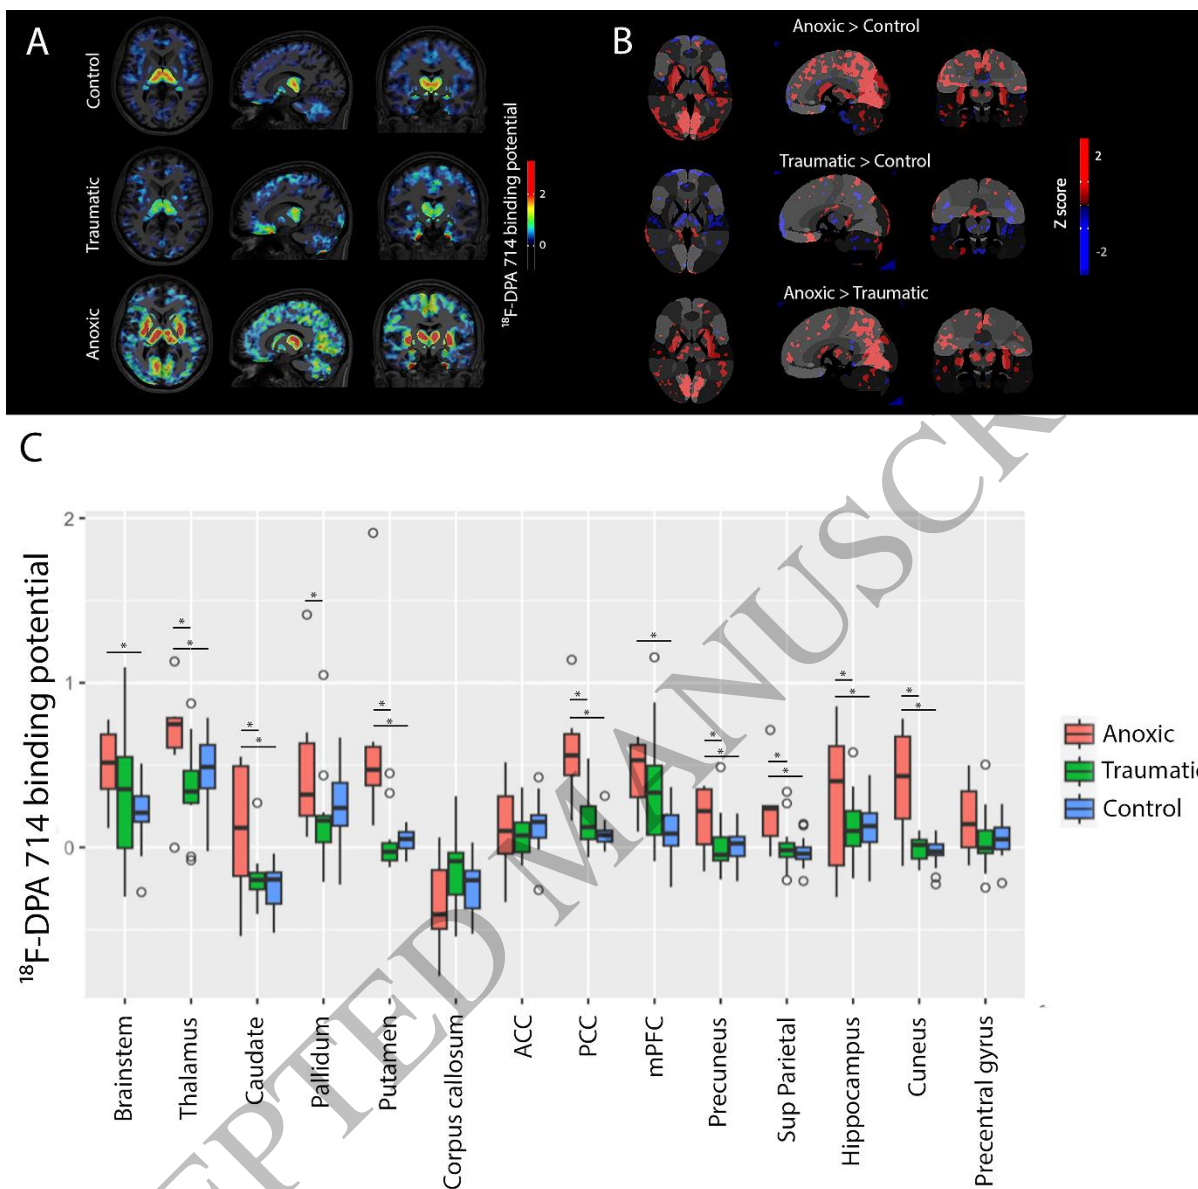 A
Control
Traumatic
Anoxic
2
0
¹⁸F-DPA 714 binding potential
B
Anoxic > Control
Traumatic > Control
Anoxic > Traumatic
2
-2
Z score
C
¹⁸F-DPA 714 binding potential
2
1
0
* * * * * * * * * * * * * * * * * * * *
Brainstem
Thalamus
Caudate
Pallidum
Putamen
Corpus callosum
ACC
PCC
mPFC
Precuneus
Sup Parietal
Hippocampus
Cuneus
Precentral gyrus
Anoxic
Traumatic
Control
EPTED MANUSCR